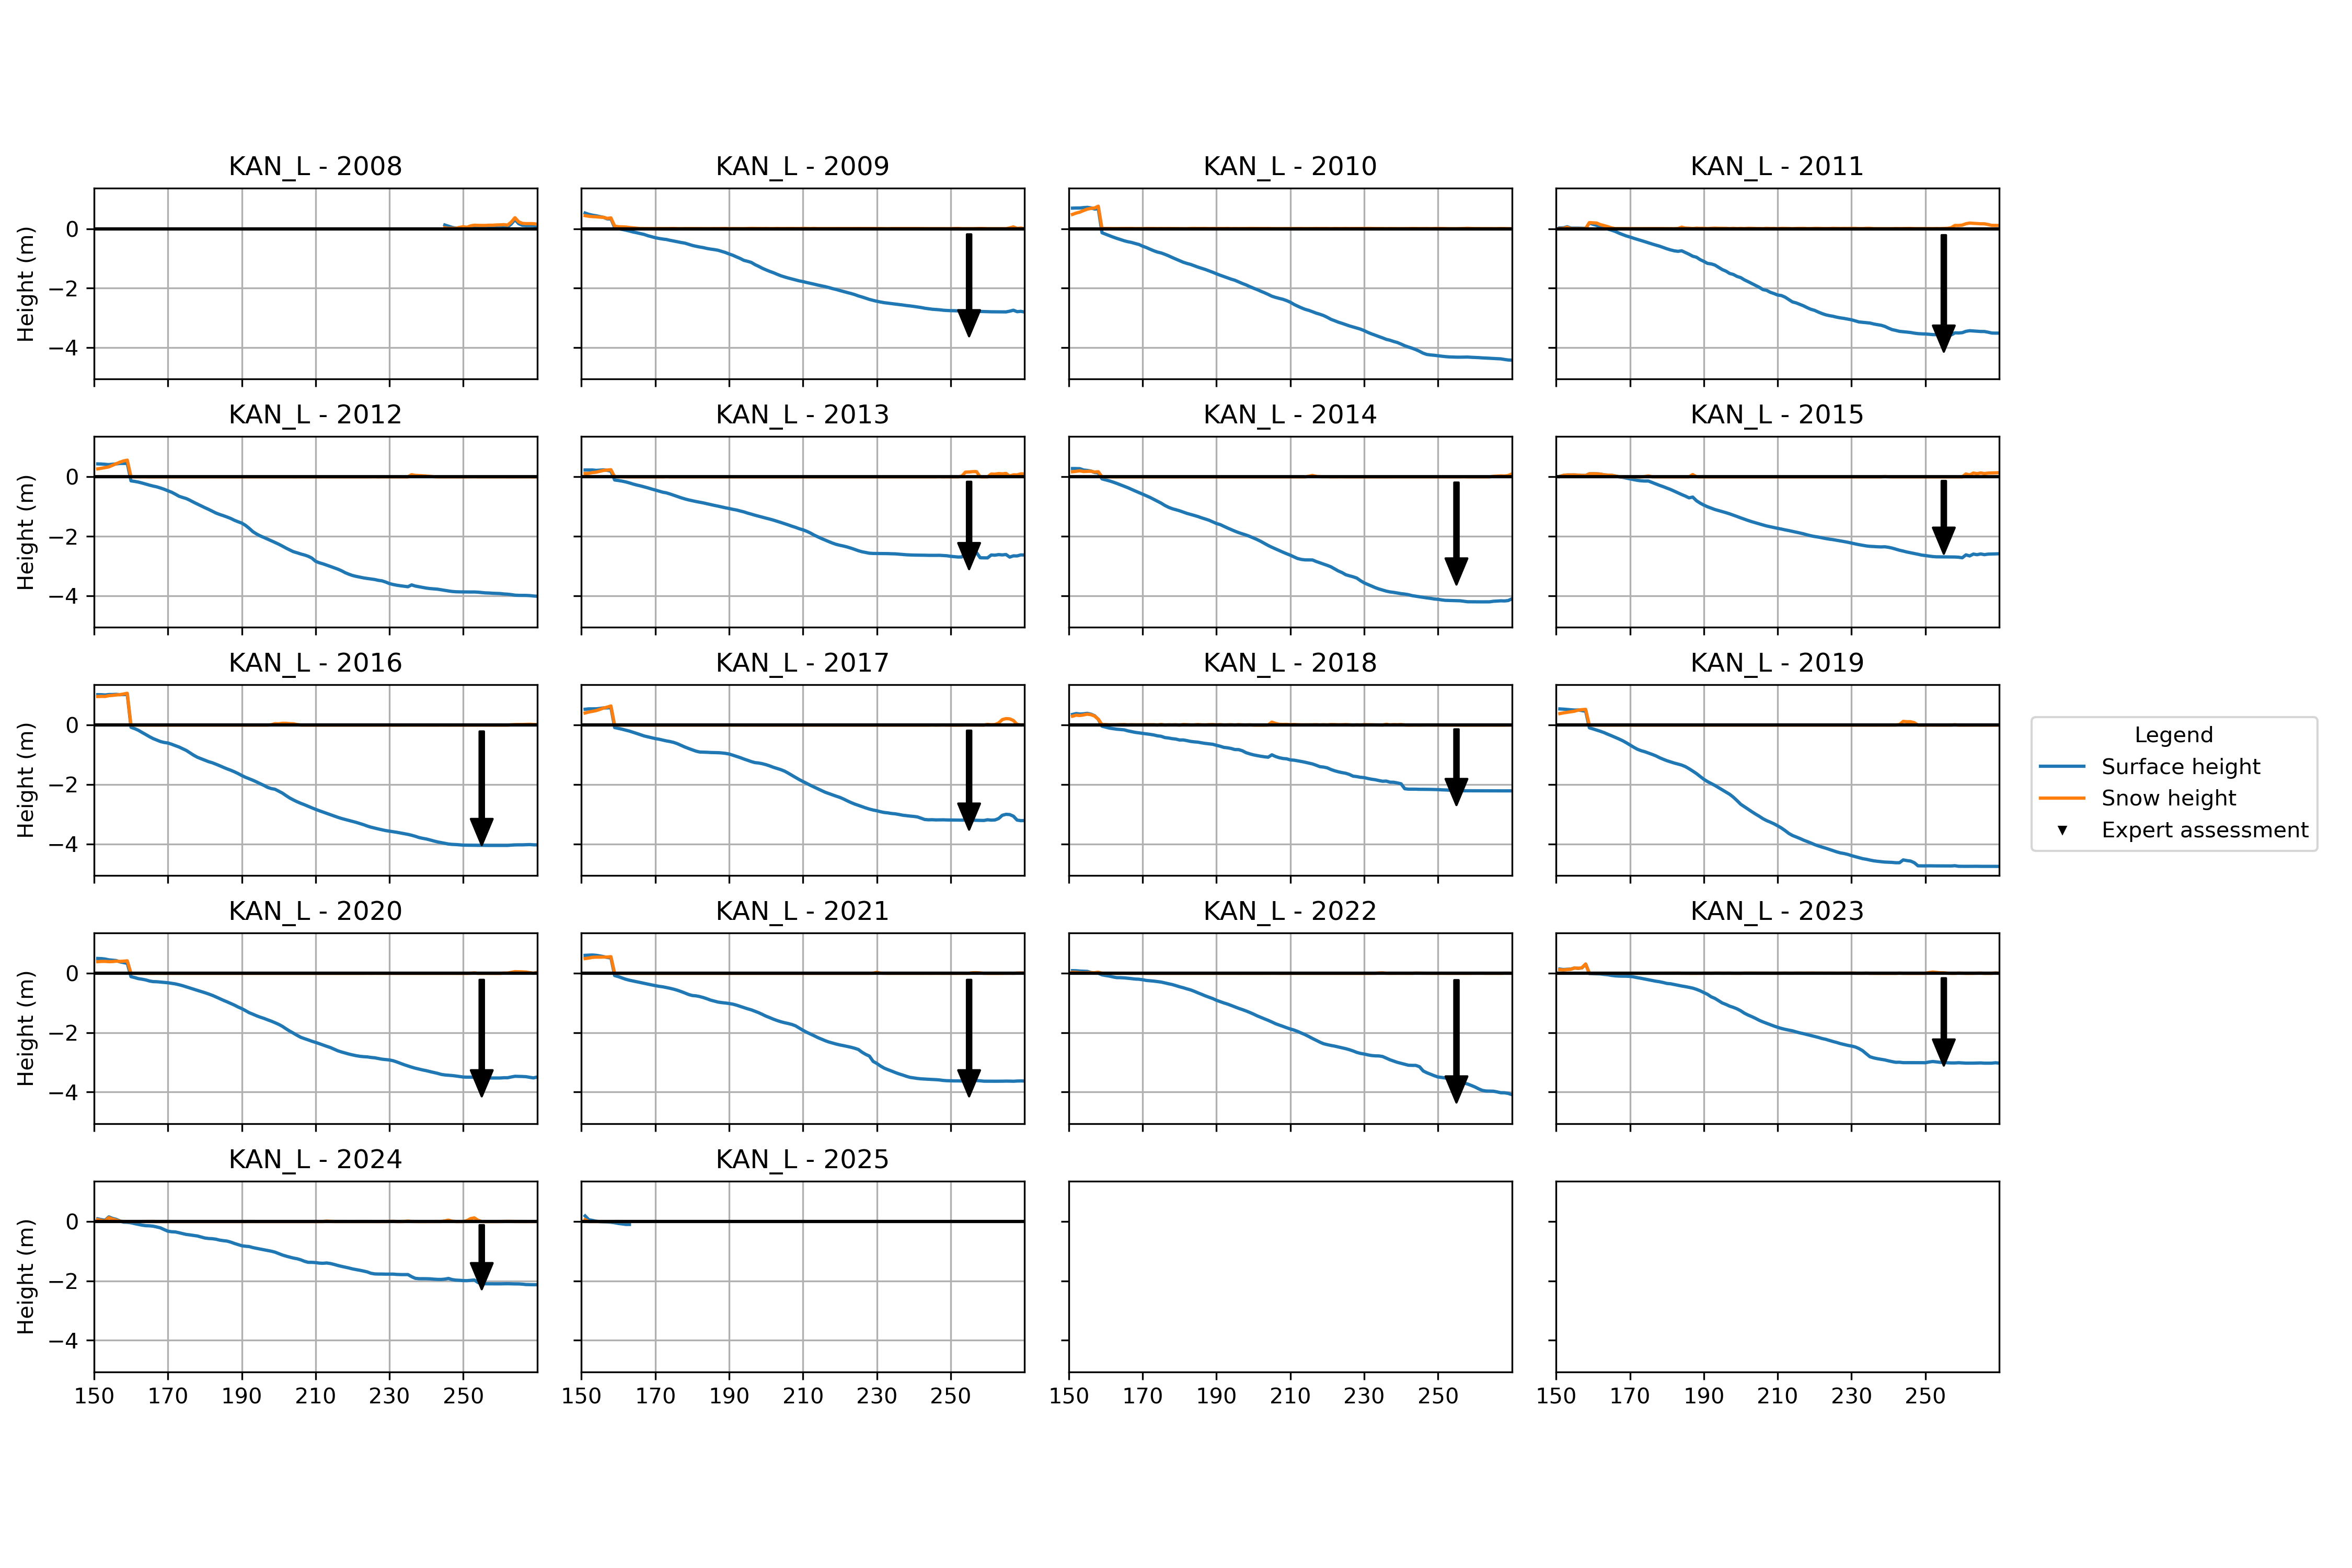 KAN_L - 2008
KAN_L - 2009
KAN_L - 2010
KAN_L - 2011
Height (m)
0
−2
−4
KAN_L - 2012
KAN_L - 2013
KAN_L - 2014
KAN_L - 2015
Height (m)
0
−2
−4
KAN_L - 2016
KAN_L - 2017
KAN_L - 2018
KAN_L - 2019
Height (m)
0
−2
−4
Legend
Surface height
Snow height
Expert assessment
KAN_L - 2020
KAN_L - 2021
KAN_L - 2022
KAN_L - 2023
Height (m)
0
−2
−4
KAN_L - 2024
KAN_L - 2025
Height (m)
0
−2
−4
150 170 190 210 230 250
150 170 190 210 230 250
150 170 190 210 230 250
150 170 190 210 230 250